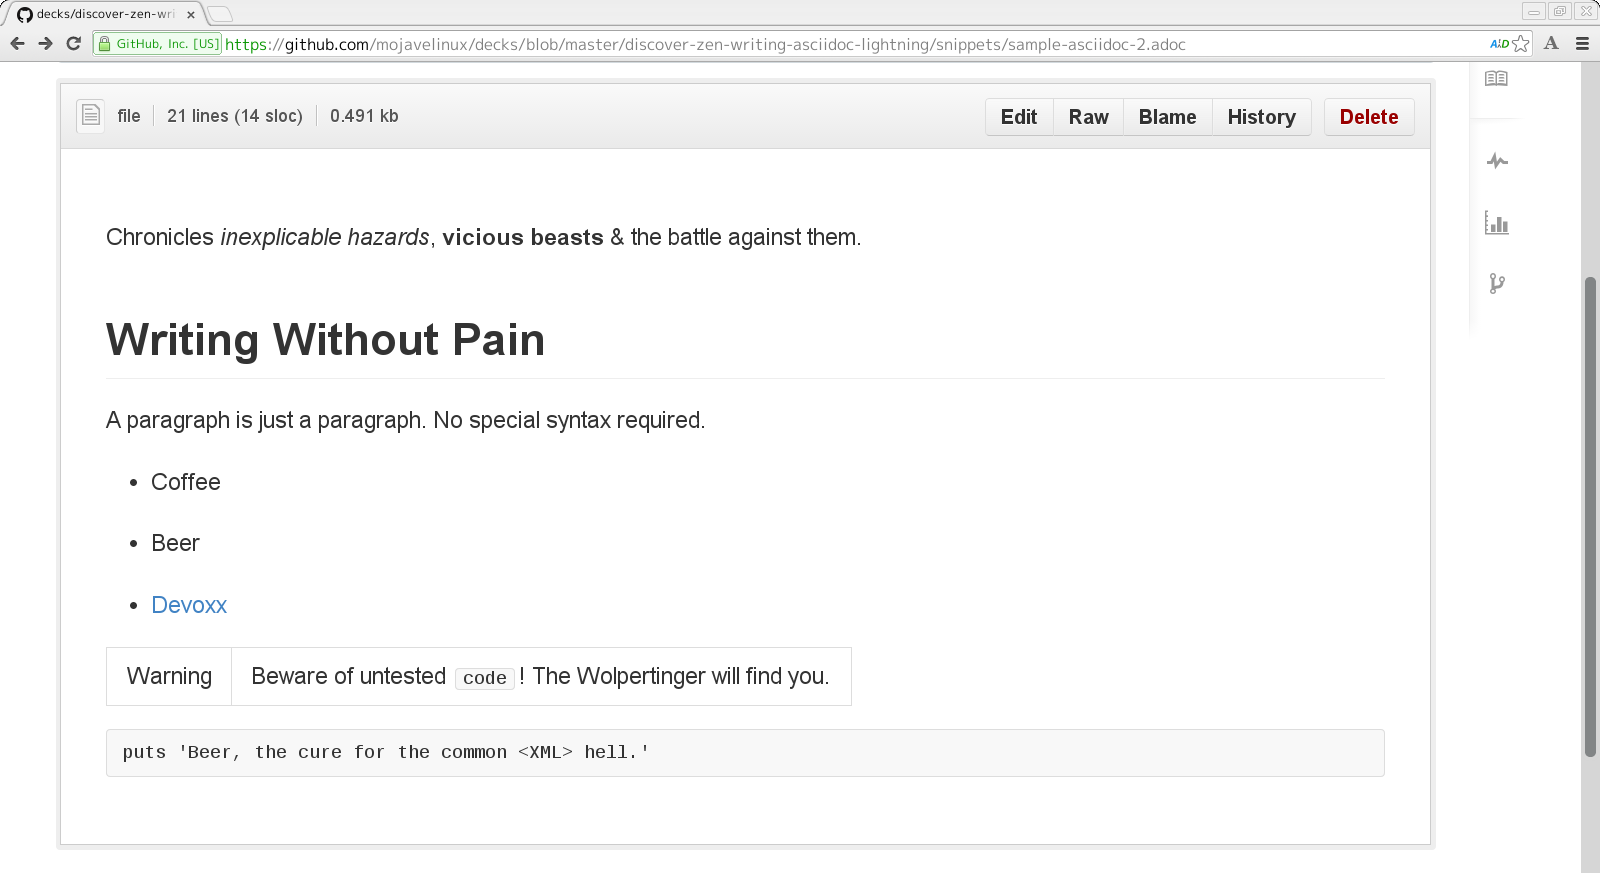 decks/discover-zen-wri
GitHub, Inc. [US] https://github.com/mojavelinux/decks/blob/master/discover-zen-writing-asciidoc-lightning/snippets/sample-asciidoc-2.adoc
file 21 lines (14 sloc) 0.491 kb Edit Raw Blame History Delete
Chronicles inexplicable hazards, vicious beasts & the battle against them.
Writing Without Pain
A paragraph is just a paragraph. No special syntax required.
• Coffee
• Beer
• Devoxx
Warning Beware of untested code! The Wolpertinger will find you.
puts 'Beer, the cure for the common <XML> hell.'